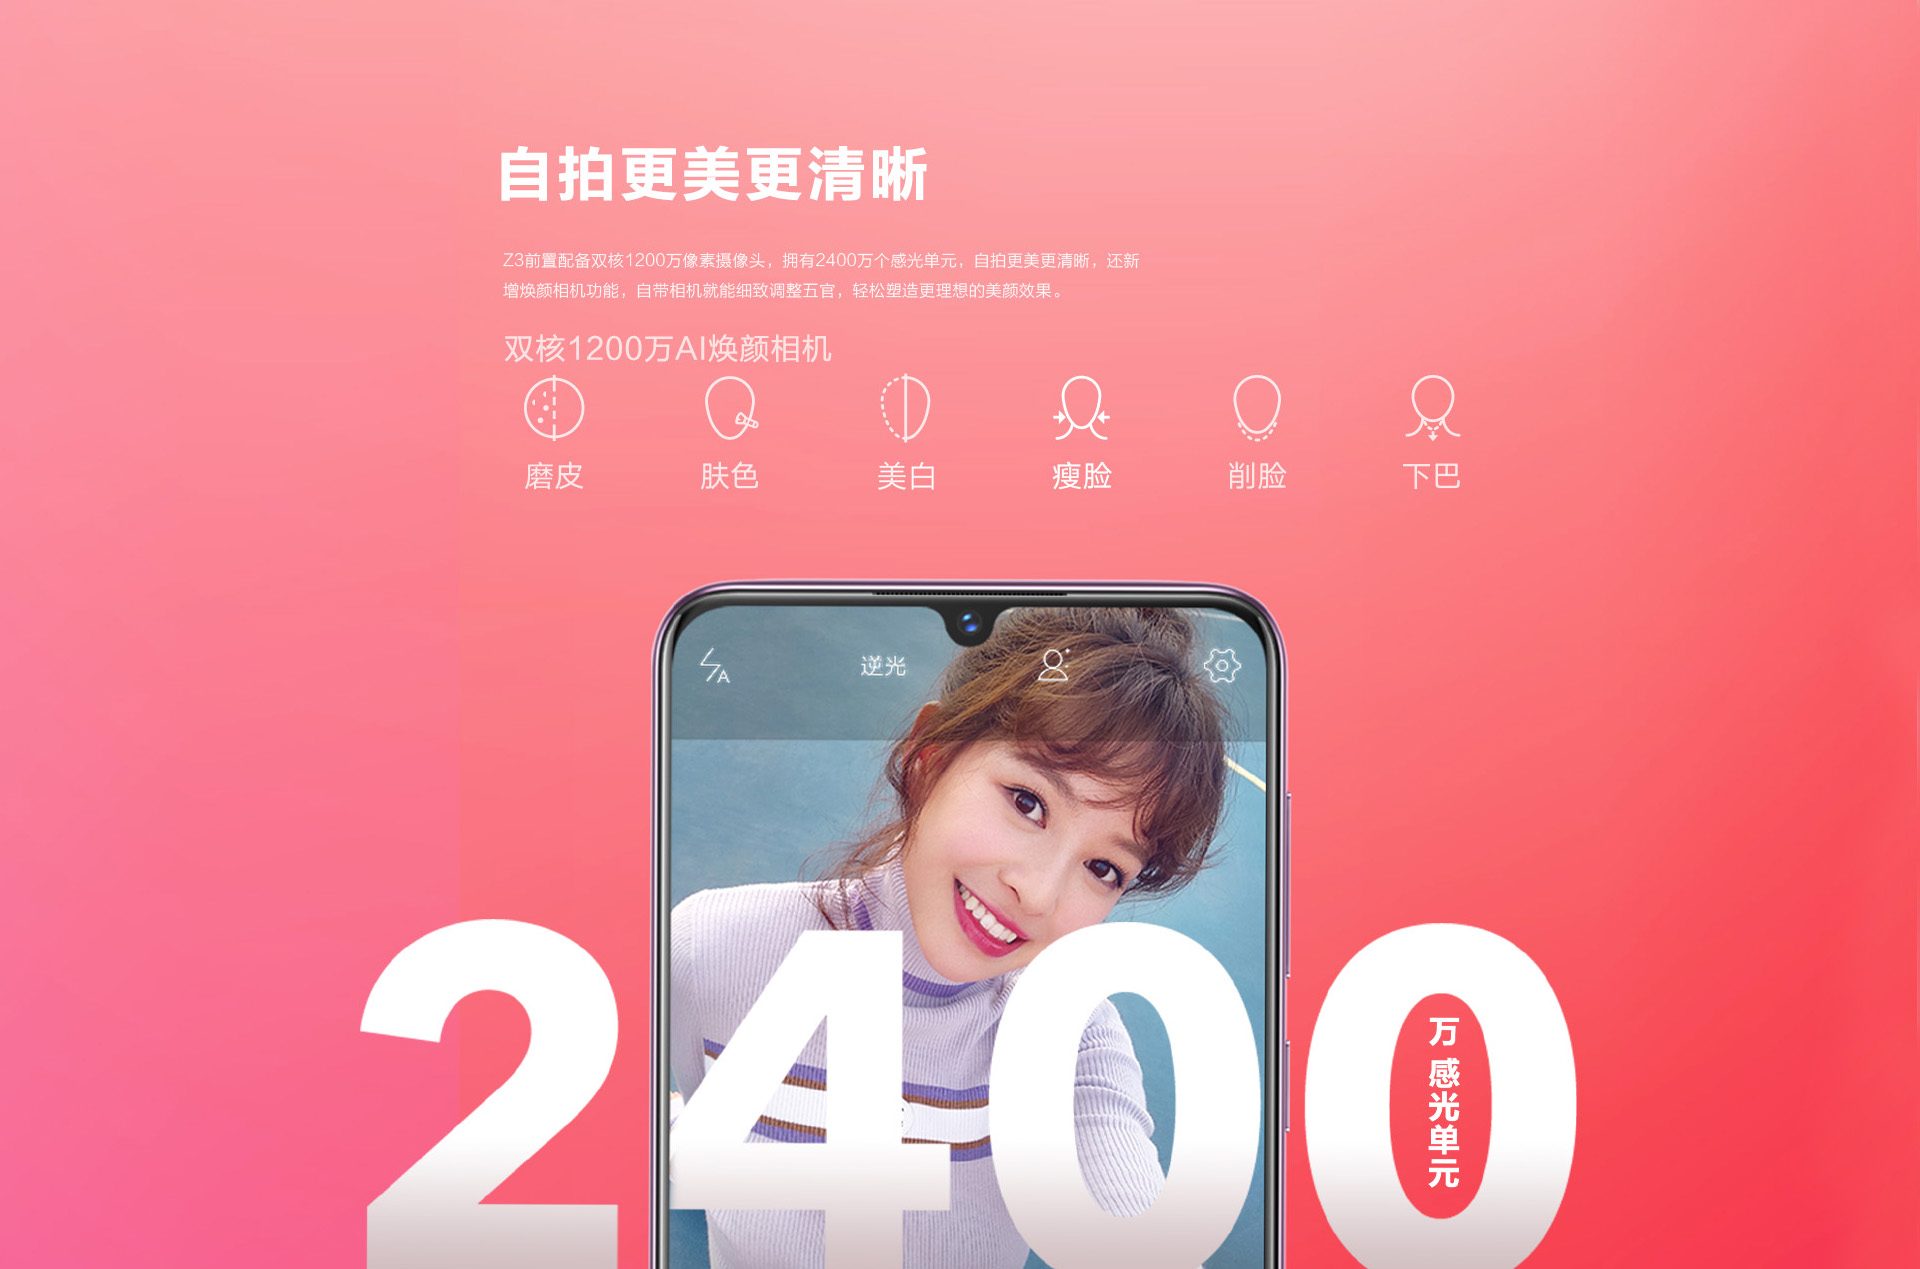 自拍更美更清晰
Z3前置配备双核1200万像素摄像头，拥有2400万个感光单元，自拍更美更清晰，还新
增焕颜相机功能，自带相机就能细致调整五官，轻松塑造更理想的美颜效果。
双核1200万AI焕颜相机
磨皮 肤色 美白 瘦脸 削脸 下巴
A 逆光
2400
万感光单元